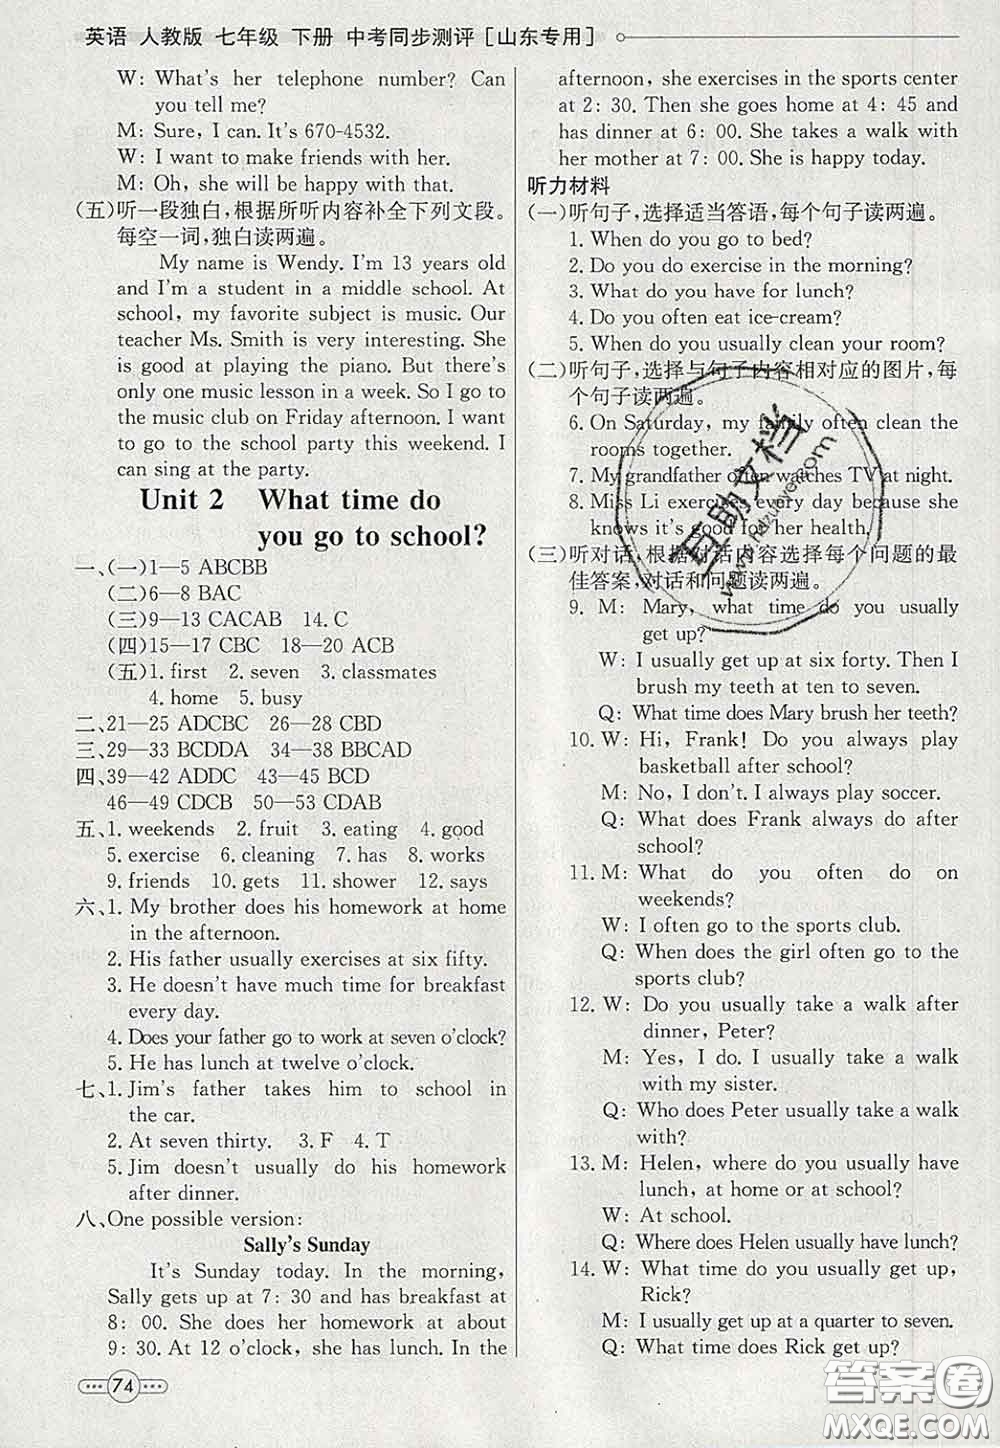 英语 人教版 七年级 下册 中考同步测评[山东专用]
W: What's her telephone number? Can
you tell me?
M: Sure, I can. It's 670-4532.
W: I want to make friends with her.
M: Oh, she will be happy with that.
(五)听一段独白,根据所听内容补全下列文段。
每空一词,独白读两遍。
My name is Wendy. I'm 13 years old
and I'm a student in a middle school. At
school, my favorite subject is music. Our
teacher Ms. Smith is very interesting. She
is good at playing the piano. But there's
only one music lesson in a week. So I go to
the music club on Friday afternoon. I want
to go to the school party this weekend. I
can sing at the party.
Unit 2 What time do
you go to school?
一、(一)1—5 ABCBB
(二)6—8 BAC
(三)9—13 CACAB 14. C
(四)15—17 CBC 18—20 ACB
(五)1. first 2. seven 3. classmates
4. home 5. busy
二、21—25 ADCBC 26—28 CBD
三、29—33 BCDDA 34—38 BBCAD
四、39—42 ADDC 43—45 BCD
46—49 CDCB 50—53 CDAB
五、1. weekends 2. fruit 3. eating 4. good
5. exercise 6. cleaning 7. has 8. works
9. friends 10. gets 11. shower 12. says
六、1. My brother does his homework at home
in the afternoon.
2. His father usually exercises at six fifty.
3. He doesn't have much time for breakfast
every day.
4. Does your father go to work at seven o'clock?
5. He has lunch at twelve o'clock.
七、1. Jim's father takes him to school in
the car.
2. At seven thirty. 3. F 4. T
5. Jim doesn't usually do his homework
after dinner.
八、One possible version:
Sally's Sunday
It's Sunday today. In the morning,
Sally gets up at 7: 30 and has breakfast at
8: 00. She does her homework at about
9: 30. At 12 o'clock, she has lunch. In the
afternoon, she exercises in the sports center
at 2: 30. Then she goes home at 4: 45 and
has dinner at 6: 00. She takes a walk with
her mother at 7: 00. She is happy today.
听力材料
(一)听句子,选择适当答语,每个句子读两遍。
1. When do you go to bed?
2. Do you do exercise in the morning?
3. What do you have for lunch?
4. Do you often eat ice-cream?
5. When do you usually clean your room?
(二)听句子,选择与句子内容相对应的图片,每
个句子读两遍。
6. On Saturday, my family often clean the
rooms together.
7. My grandfather often watches TV at night.
8. Miss Li exercises every day because she
knows it's good for her health.
(三)听对话,根据对话内容选择每个问题的最
佳答案,对话和问题读两遍。
9. M: Mary, what time do you usually
get up?
W: I usually get up at six forty. Then I
brush my teeth at ten to seven.
Q: What time does Mary brush her teeth?
10. W: Hi, Frank! Do you always play
basketball after school?
M: No, I don't. I always play soccer.
Q: What does Frank always do after
school?
11. M: What do you often do on
weekends?
W: I often go to the sports club.
Q: When does the girl often go to the
sports club?
12. W: Do you usually take a walk after
dinner, Peter?
M: Yes, I do. I usually take a walk
with my sister.
Q: Who does Peter usually take a walk
with?
13. M: Helen, where do you usually have
lunch, at home or at school?
W: At school.
Q: Where does Helen usually have lunch?
14. W: What time do you usually get up,
Rick?
M: I usually get up at a quarter to seven.
Q: What time does Rick get up?
74
答案圈
MXQE.COM